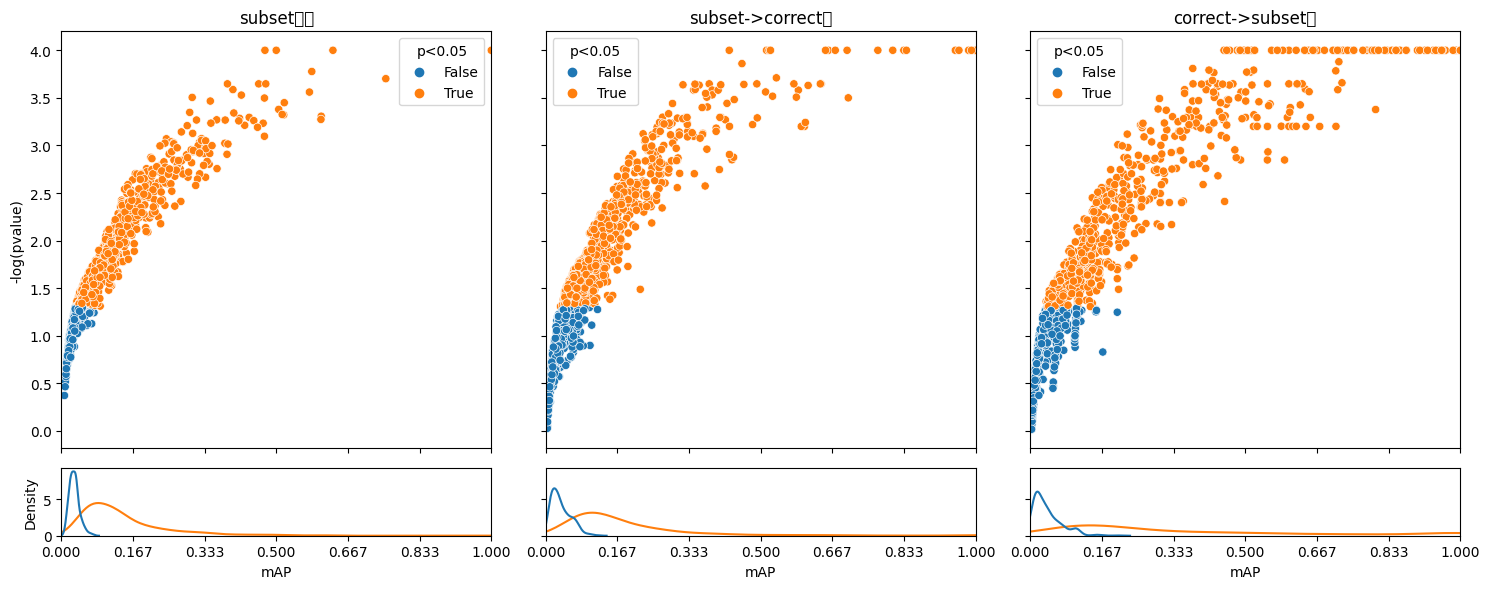 subset
subset->correct
correct->subset
p<0.05
False
True
p<0.05
False
True
p<0.05
False
True
-log(pvalue)
4.0
3.5
3.0
2.5
2.0
1.5
1.0
0.5
0.0
Density
5
0
0.000 0.167 0.333 0.500 0.667 0.833 1.000
0.000 0.167 0.333 0.500 0.667 0.833 1.000
0.000 0.167 0.333 0.500 0.667 0.833 1.000
mAP
mAP
mAP